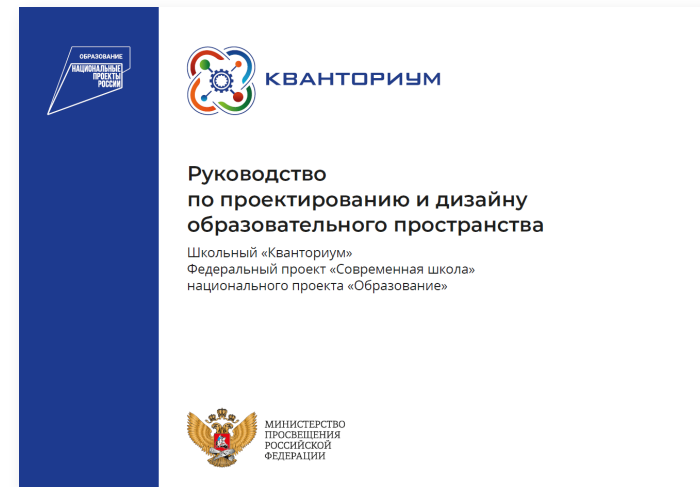 ОБРАЗОВАНИЕ
НАЦИОНАЛЬНЫЕ
ПРОЕКТЫ
РОССИИ
КВАНТОРИУМ
Руководство
по проектированию и дизайну
образовательного пространства
Школьный «Кванториум»
Федеральный проект «Современная школа»
национального проекта «Образование»
МИНИСТЕРСТВО
ПРОСВЕЩЕНИЯ
РОССИЙСКОЙ
ФЕДЕРАЦИИ